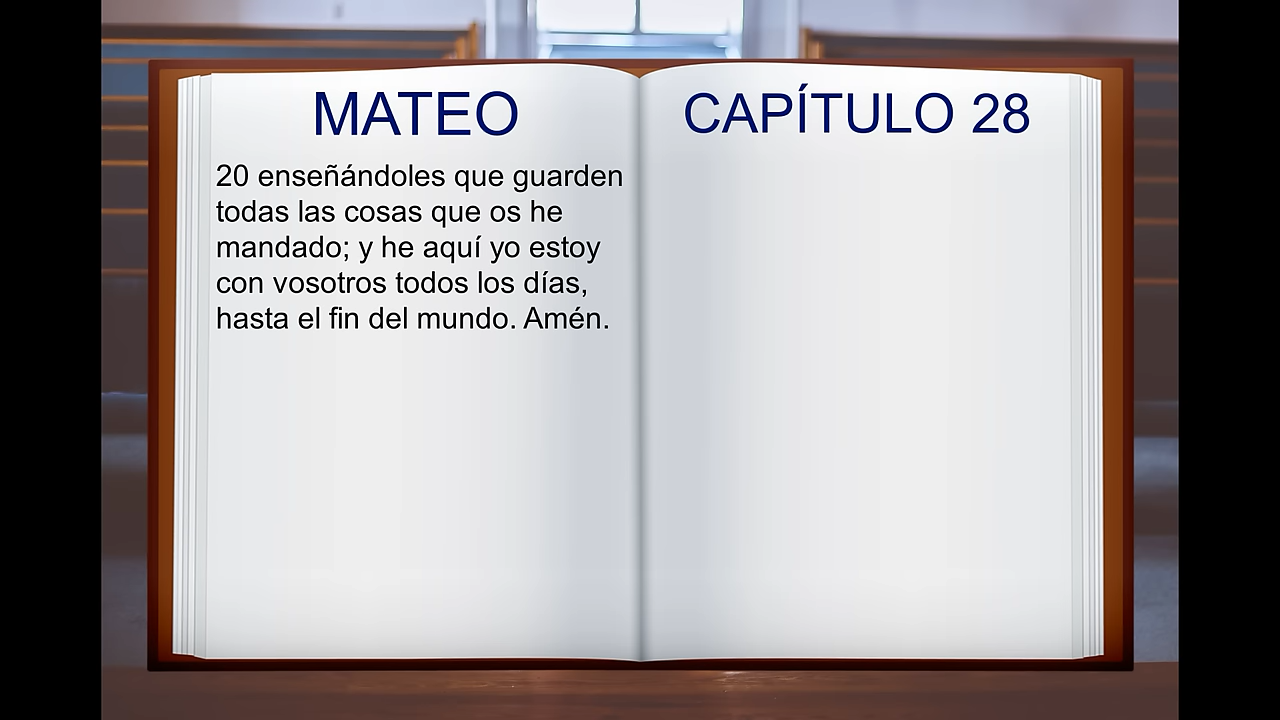 MATEO
20 enseñándoles que guarden
todas las cosas que os he
mandado; y he aquí yo estoy
con vosotros todos los días,
hasta el fin del mundo. Amén.
CAPÍTULO 28